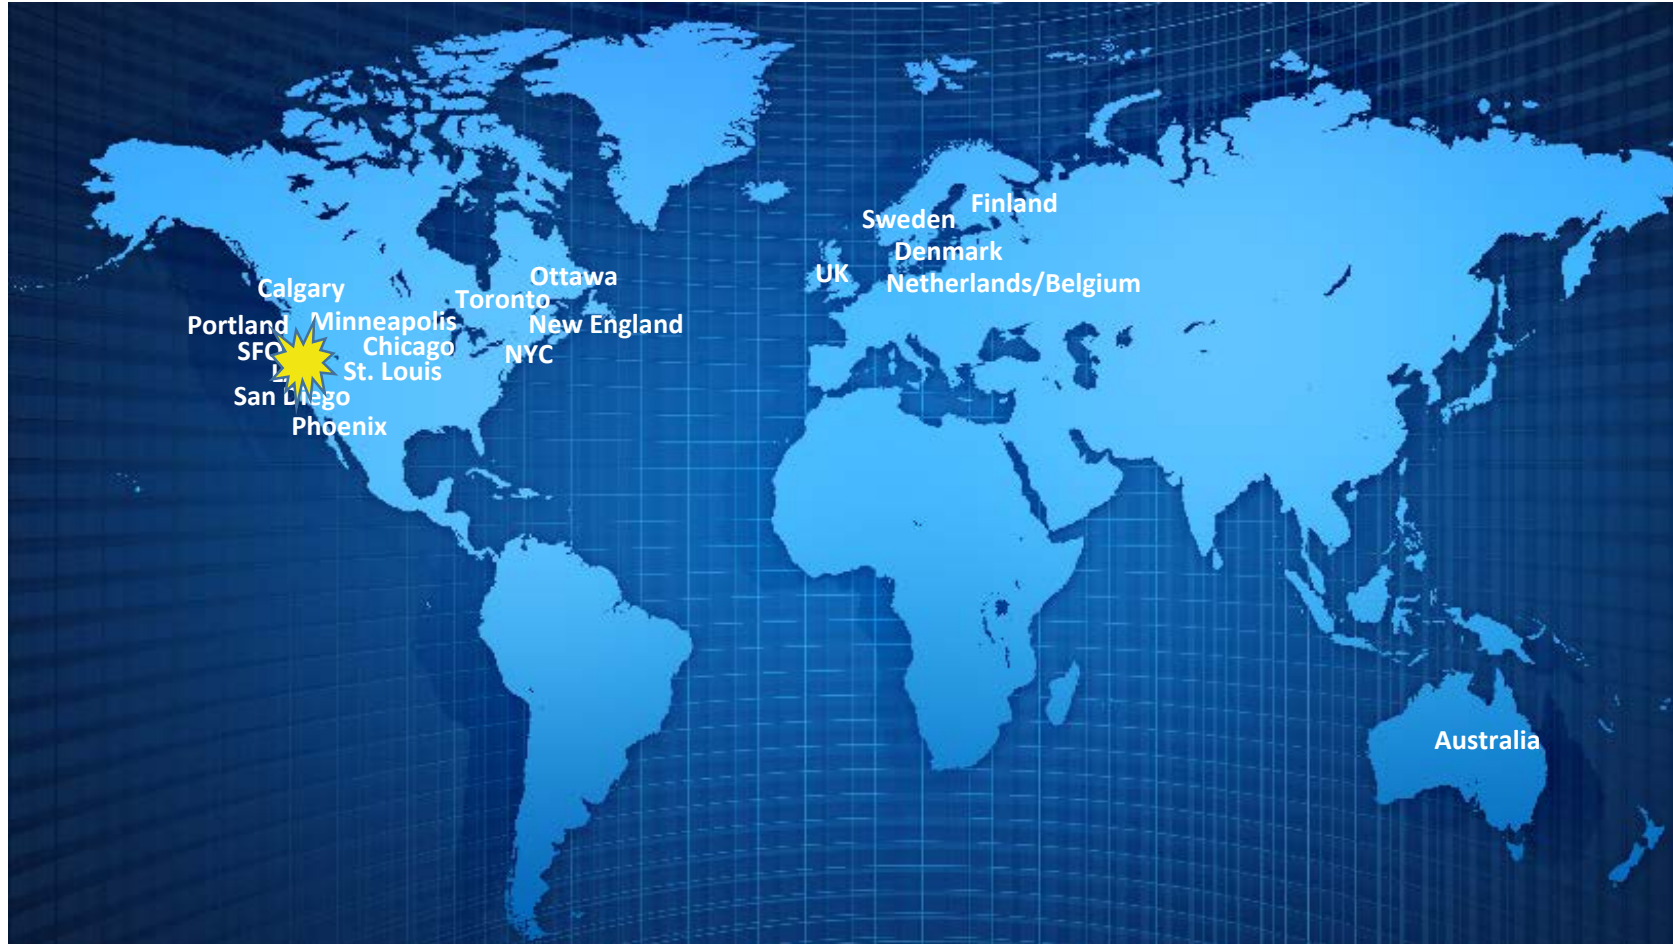 Finland
Sweden
Denmark
UK
Netherlands/Belgium
Ottawa
Calgary
Toronto
Portland
Minneapolis
New England
SFO
Chicago
NYC
St. Louis
San Diego
Phoenix
Australia